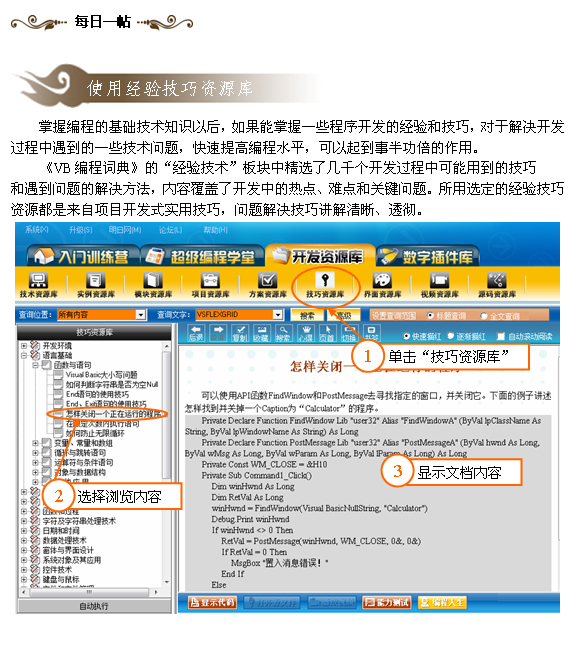 每日一帖
使用经验技巧资源库
掌握编程的基础技术知识以后，如果能掌握一些程序开发的经验和技巧，对于解决开发
过程中遇到的一些技术问题，快速提高编程水平，可以起到事半功倍的作用。
《VB 编程词典》的“经验技术”板块中精选了几千个开发过程中可能用到的技巧
和遇到问题的解决方法，内容覆盖了开发中的热点、难点和关键问题。所用选定的经验技巧
资源都是来自项目开发式实用技巧，问题解决技巧讲解清晰、透彻。
系统(X) 升级(S) 明日网(M) 论坛(L) 帮助(H)
入门训练营 超级编程学堂 开发资源库 数字插件库
技术资源库 实例资源库 模块资源库 项目资源库 方案资源库 技巧资源库 界面资源库 视频资源库 源码资源库
查询位置： 所有内容 查询文字： VSFLEXGRID 搜索 高级 设置查询范围 标题查询 全文查询
技巧资源库
后退 复制 收藏 搜索 心得 页首 切换 书签 快速描红 逐渐描红 自动滚动阅读
开发环境
语言基础
函数与语句
Visual Basic大小写问题
如何判断字符串是否为空Null
End语句的使用技巧
End、Exit语句的使用技巧
怎样关闭一个正在运行的程序
在指定次数内执行语句
如何防止无限循环
变量、常量和数组
循环与跳转语句
运算符与条件语句
对象与数据结构
字符及字符串处理技术
日期和时间
数据处理技术
窗体与界面设计
系统对象及其应用
控件技术
键盘与鼠标
自动执行
1 单击“技巧资源库”
2 选择浏览内容
3 显示文档内容
怎样关闭一
可以使用API函数FindWindow和PostMessage去寻找指定的窗口，并关闭它。下面的例子讲述
怎样找到并关掉一个Caption为“Calculator”的程序。
Private Declare Function FindWindow Lib "user32" Alias "FindWindowA" (ByVal lpClassName As
String, ByVal lpWindowName As String) As Long
Private Declare Function PostMessage Lib "user32" Alias "PostMessageA" (ByVal hwnd As Long,
ByVal wMsg As Long, ByVal wParam As Long, ByVal lParam As Long) As Long
Private Const WM_CLOSE = &H10
Private Sub Command1_Click()
Dim winHwnd As Long
Dim RetVal As Long
winHwnd = FindWindow(Visual BasicNullString, "Calculator")
Debug.Print winHwnd
If winHwnd <> 0 Then
RetVal = PostMessage(winHwnd, WM_CLOSE, 0&, 0&)
If RetVal = 0 Then
MsgBox "置入消息错误！"
End If
Else
显示代码 能力测试 编程人生